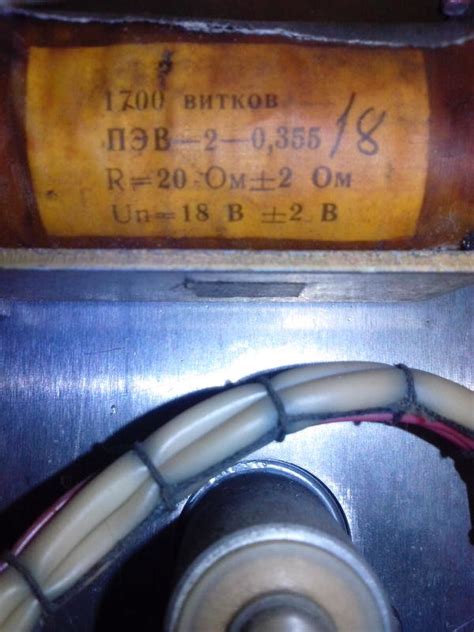 1700 витков
ПЭВ—2—0,355 18
R=20 Ом±2 Ом
Uп=18 В ±2 В